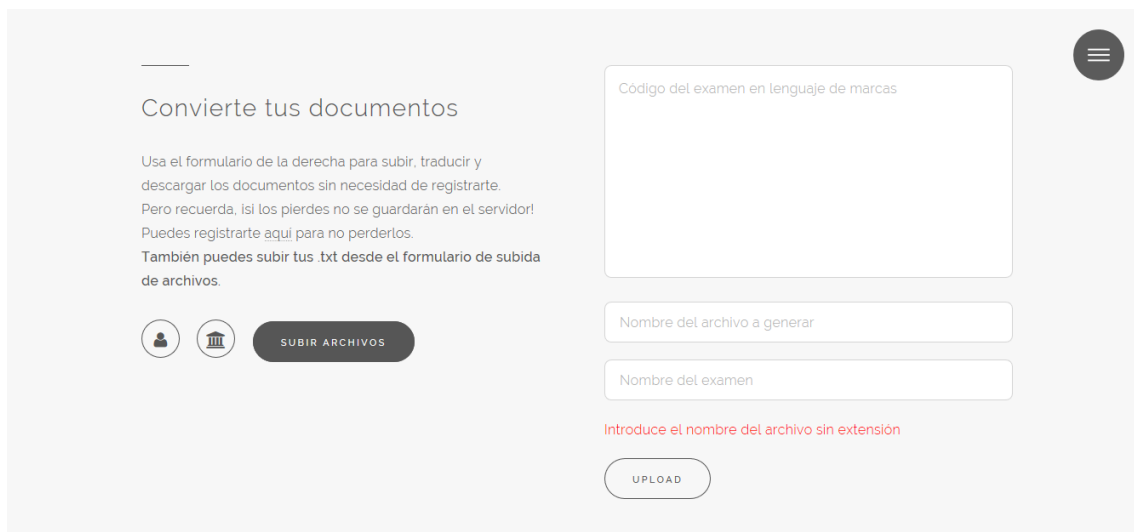 Convierte tus documentos
Usa el formulario de la derecha para subir, traducir y
descargar los documentos sin necesidad de registrarte.
Pero recuerda, ¡si los pierdes no se guardarán en el servidor!
Puedes registrarte aqui para no perderlos.
También puedes subir tus .txt desde el formulario de subida
de archivos.
SUBIR ARCHIVOS
Código del examen en lenguaje de marcas
Nombre del archivo a generar
Nombre del examen
Introduce el nombre del archivo sin extensión
UPLOAD